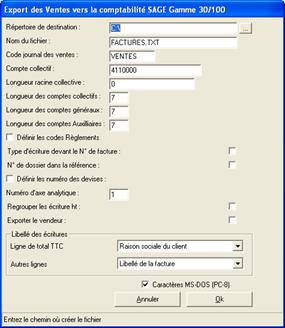 Export des Ventes vers la comptabilité SAGE Gamme 30/100
Répertoire de destination :
...
Nom du fichier :
FACTURES.TXT
Code journal des ventes :
VENTES
Compte collectif :
4110000
Longueur racine collective :
0
Longueur des comptes collectifs :
7
Longueur des comptes généraux :
7
Longueur des comptes Auxilliaires :
7
Définir les codes Règlements
Type d'écriture devant le N° de facture :
N° de dossier dans la référence :
Définir les numéro des devises :
Numéro d'axe analytique :
1
Regrouper les écriture ht :
Exporter le vendeur :
Libellé des écritures
Ligne de total TTC
Raison sociale du client
Autres lignes
Libellé de la facture
Caractères MS-DOS (PC-8)
Annuler
Ok
Entrez le chemin où créer le fichier